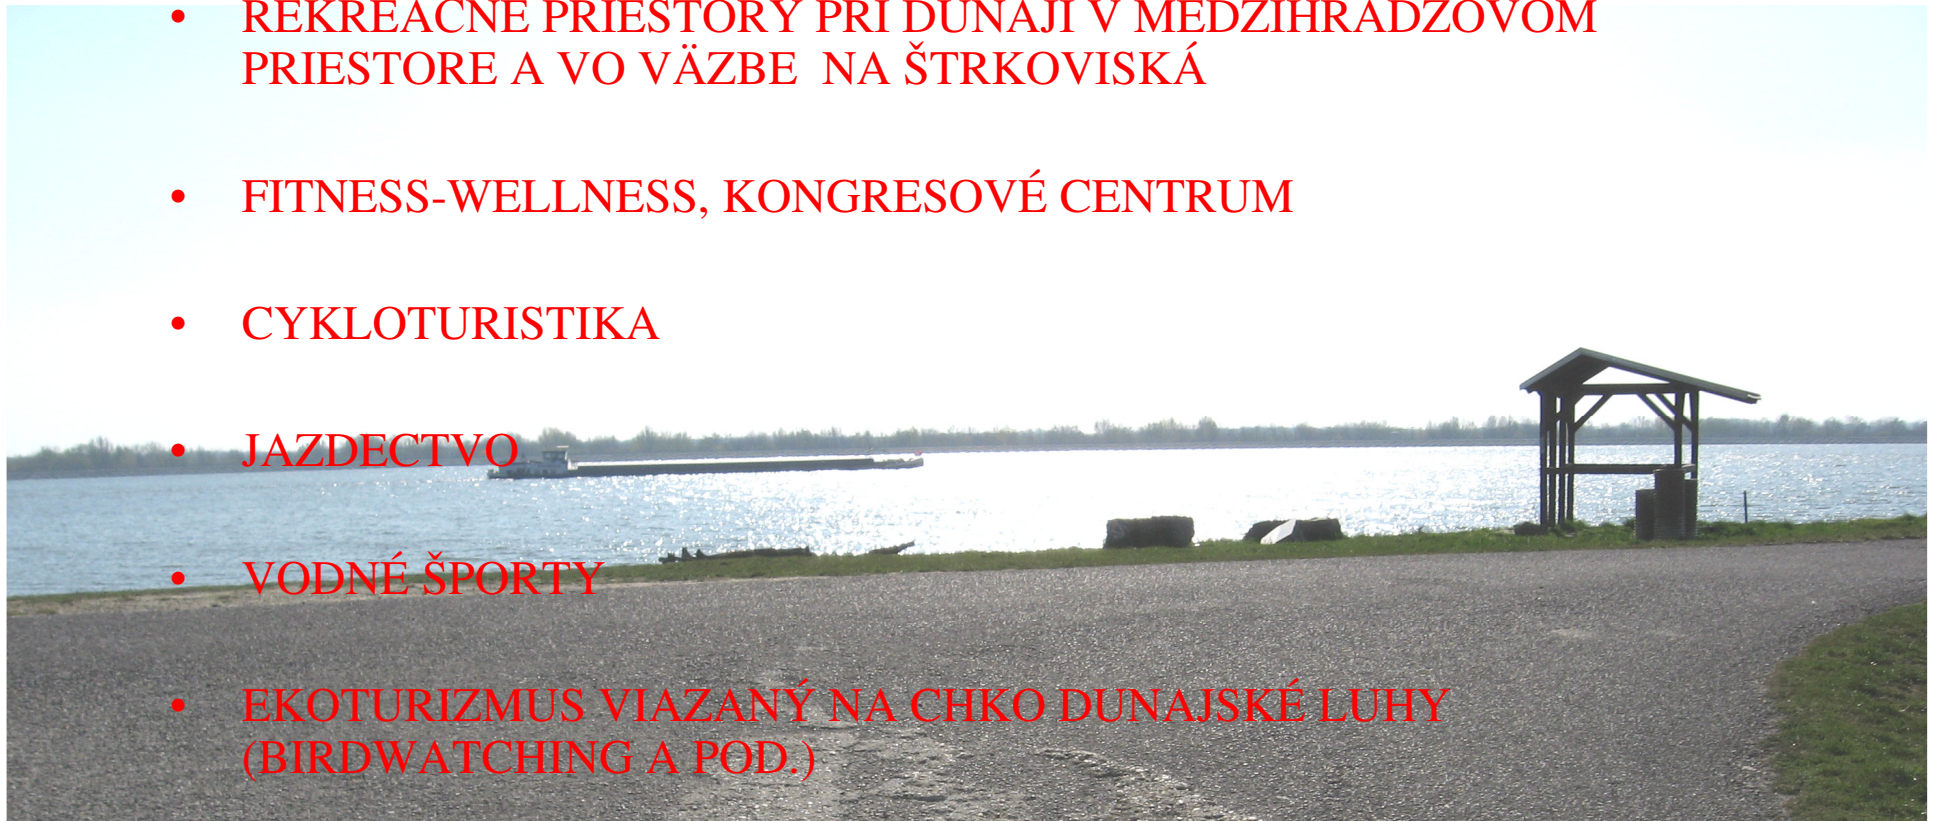 • REKREAČNÉ PRIESTORY PRI DUNAJI V MEDZIHRÁDZOVOM
PRIESTORE A VO VÄZBE NA ŠTRKOVISKÁ
• FITNESS-WELLNESS, KONGRESOVÉ CENTRUM
• CYKLOTURISTIKA
• JAZDECTVO
• VODNÉ ŠPORTY
• EKOTURIZMUS VIAZANÝ NA CHKO DUNAJSKÉ LUHY
(BIRDWATCHING A POD.)